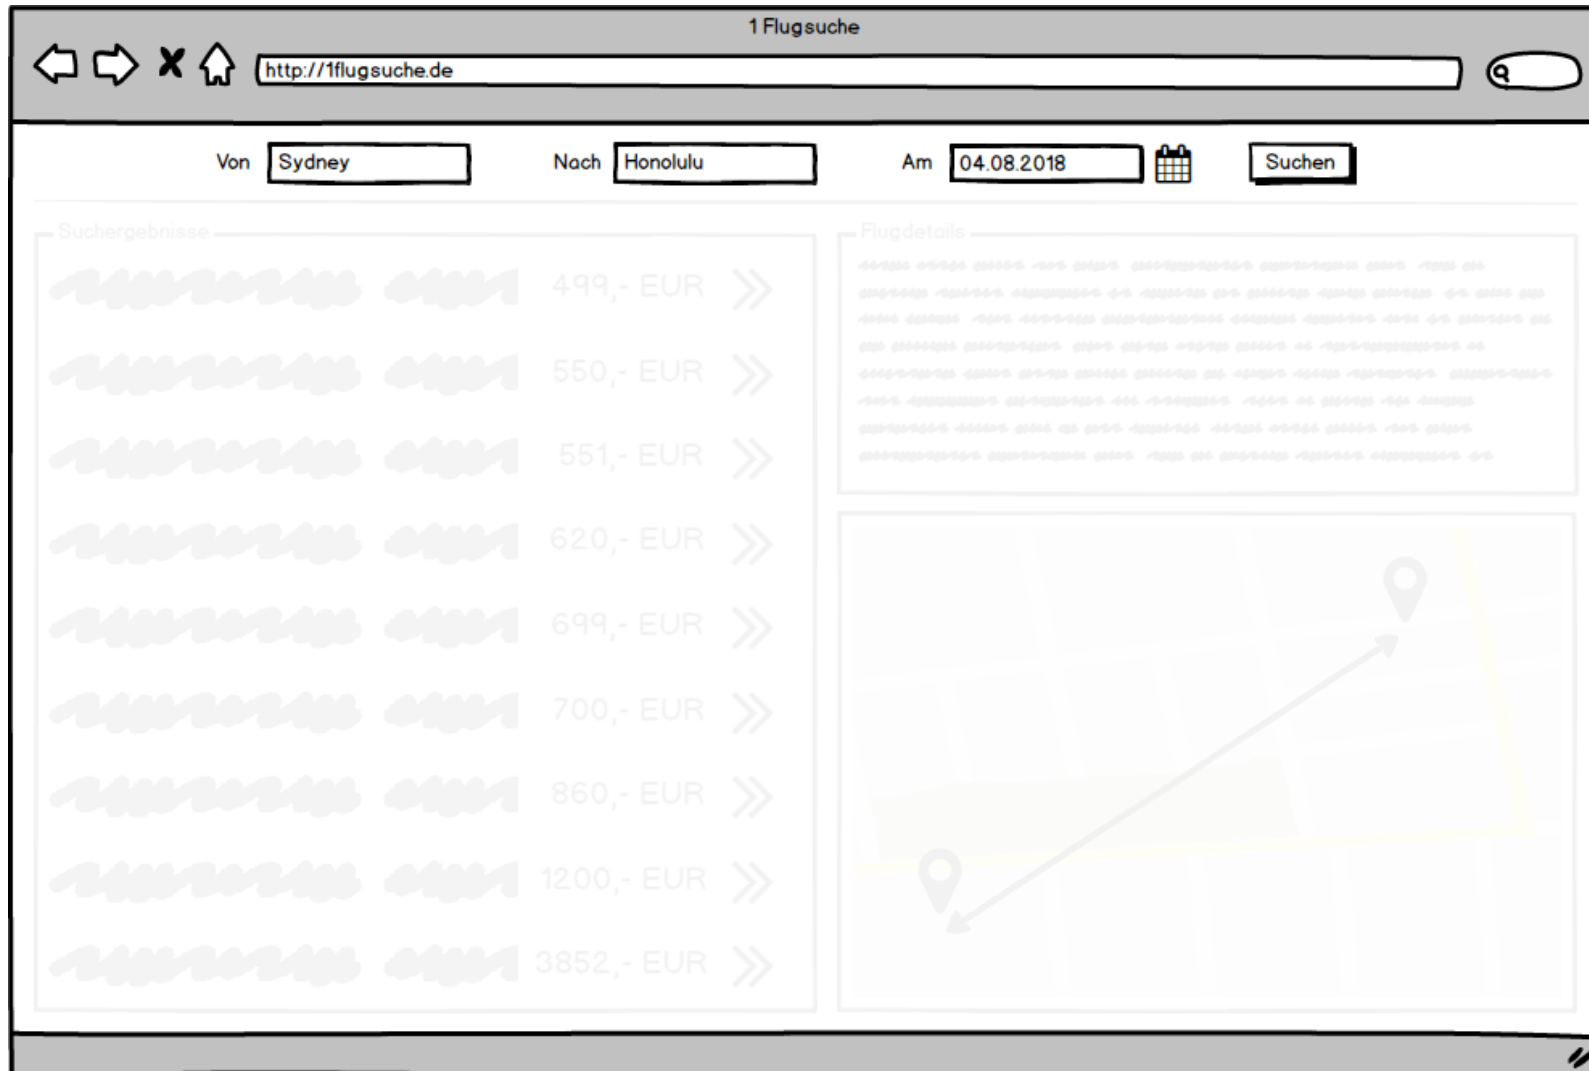 1 Flugsuche
http://1flugsuche.de
Von Sydney Nach Honolulu Am 04.08.2018 Suchen
Suchergebnisse
499,- EUR
550,- EUR
551,- EUR
620,- EUR
699,- EUR
700,- EUR
860,- EUR
1200,- EUR
3852,- EUR
Flugdetails